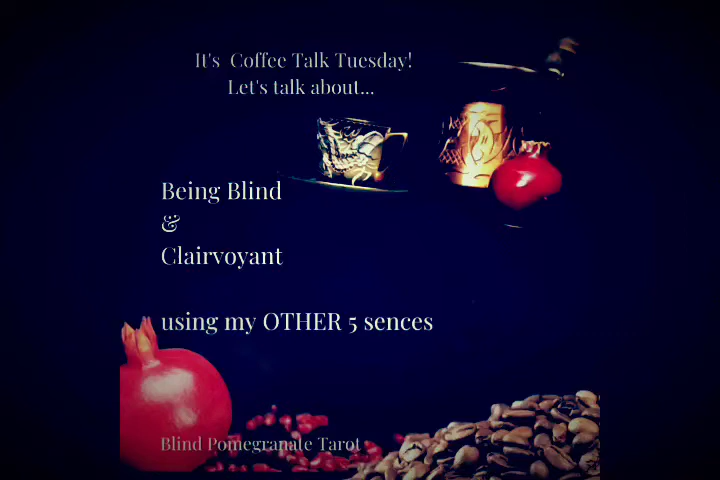 It's Coffee Talk Tuesday!
Let's talk about...
Being Blind
&
Clairvoyant
using my OTHER 5 sences
Blind Pomegranate Tarot